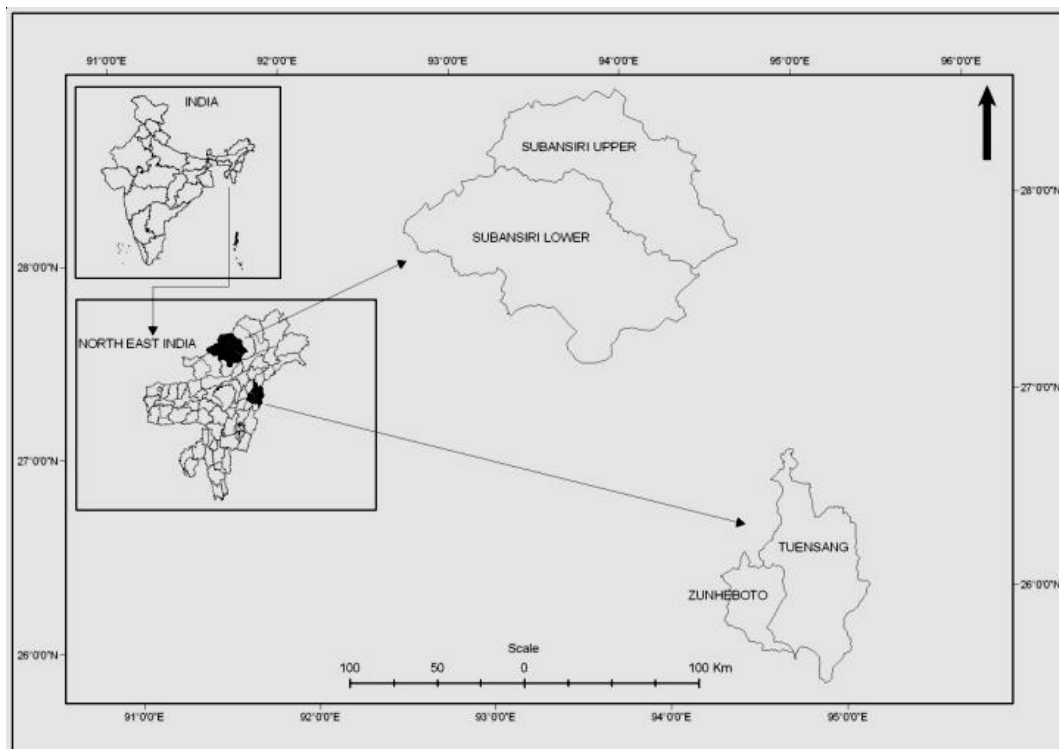 91°0'0"E 92°0'0"E 93°0'0"E 94°0'0"E 95°0'0"E 96°0'0"E
INDIA
SUBANSIRI UPPER
28°0'0"N
SUBANSIRI LOWER
28°0'0"N
NORTH EAST INDIA
27°0'0"N
27°0'0"N
TUENSANG
ZUNHEBOTO
26°0'0"N
Scale
26°0'0"N
100 50 0 100 Km
91°0'0"E 92°0'0"E 93°0'0"E 94°0'0"E 95°0'0"E